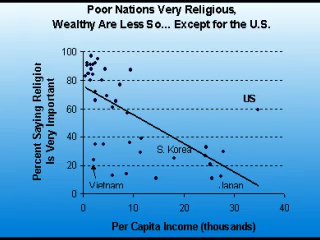 Poor Nations Very Religious,
Wealthy Are Less So... Except for the U.S.
Percent Saying Religion
Is Very Important
100
80
60
40
20
0
US
S. Korea
Vietnam
Japan
0
10
20
30
40
Per Capita Income (thousands)